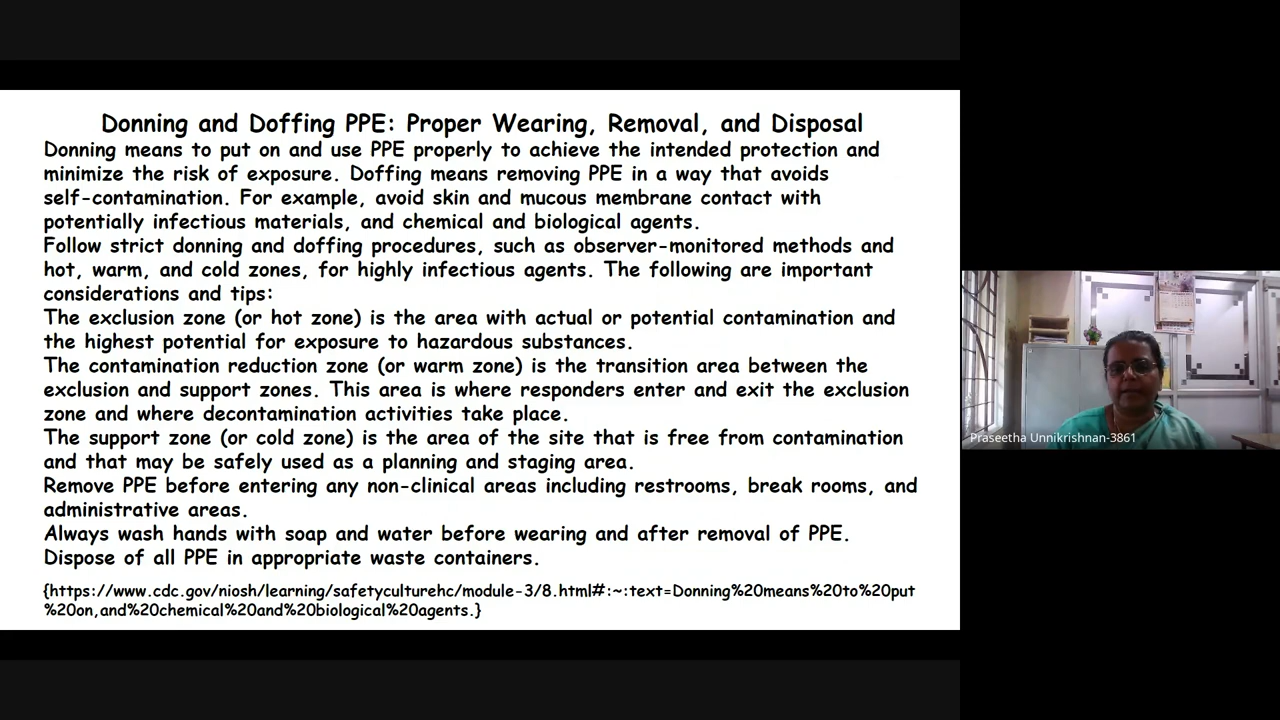 Donning and Doffing PPE: Proper Wearing, Removal, and Disposal
Donning means to put on and use PPE properly to achieve the intended protection and
minimize the risk of exposure. Doffing means removing PPE in a way that avoids
self-contamination. For example, avoid skin and mucous membrane contact with
potentially infectious materials, and chemical and biological agents.
Follow strict donning and doffing procedures, such as observer-monitored methods and
hot, warm, and cold zones, for highly infectious agents. The following are important
considerations and tips:
The exclusion zone (or hot zone) is the area with actual or potential contamination and
the highest potential for exposure to hazardous substances.
The contamination reduction zone (or warm zone) is the transition area between the
exclusion and support zones. This area is where responders enter and exit the exclusion
zone and where decontamination activities take place.
The support zone (or cold zone) is the area of the site that is free from contamination
and that may be safely used as a planning and staging area.
Remove PPE before entering any non-clinical areas including restrooms, break rooms, and
administrative areas.
Always wash hands with soap and water before wearing and after removal of PPE.
Dispose of all PPE in appropriate waste containers.
{https://www.cdc.gov/niosh/learning/safetyculturehc/module-3/8.html#:~:text=Donning%20means%20to%20put
%20on,and%20chemical%20and%20biological%20agents.}
Praseetha Unnikrishnan-3861